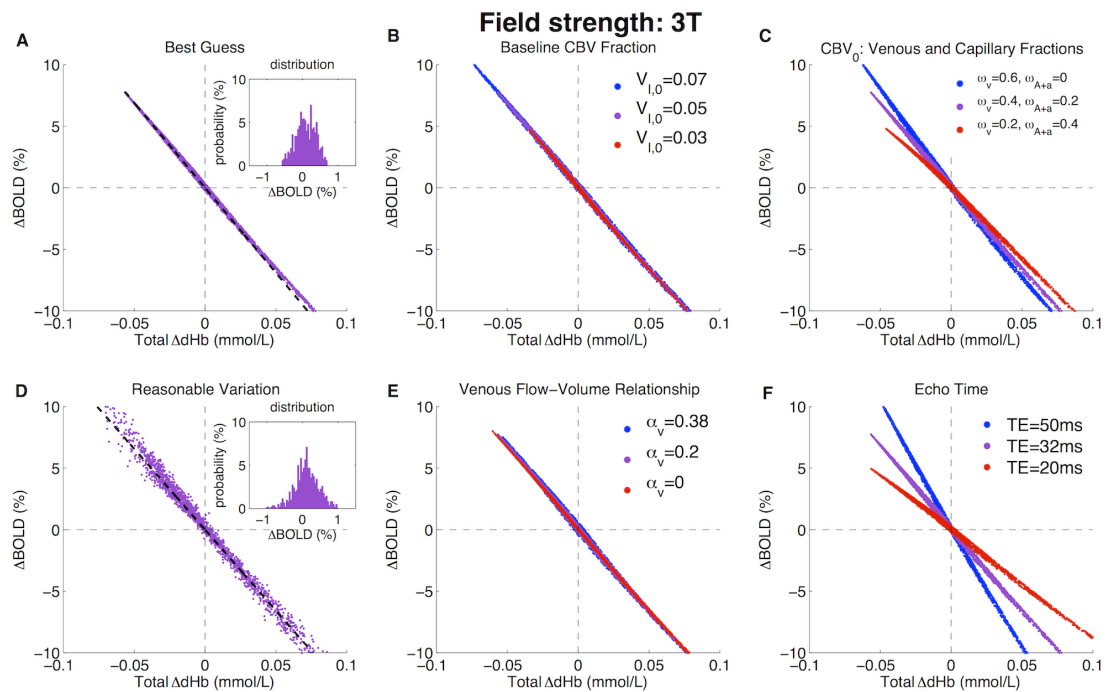 Field strength: 3T
A
Best Guess
10
5
0
−5
−10
ΔBOLD (%)
−0.1 −0.05 0 0.05 0.1
Total ΔdHb (mmol/L)
distribution
10
5
0
probability (%)
−1 0 1
ΔBOLD (%)
B
Baseline CBV Fraction
10
5
0
−5
−10
ΔBOLD (%)
−0.1 −0.05 0 0.05 0.1
Total ΔdHb (mmol/L)
V_I,0=0.07
V_I,0=0.05
V_I,0=0.03
C
CBV₀: Venous and Capillary Fractions
10
5
0
−5
−10
ΔBOLD (%)
−0.1 −0.05 0 0.05 0.1
Total ΔdHb (mmol/L)
ω_v=0.6, ω_A+a=0
ω_v=0.4, ω_A+a=0.2
ω_v=0.2, ω_A+a=0.4
D
Reasonable Variation
10
5
0
−5
−10
ΔBOLD (%)
−0.1 −0.05 0 0.05 0.1
Total ΔdHb (mmol/L)
distribution
10
5
0
probability (%)
−1 0 1
ΔBOLD (%)
E
Venous Flow−Volume Relationship
10
5
0
−5
−10
ΔBOLD (%)
−0.1 −0.05 0 0.05 0.1
Total ΔdHb (mmol/L)
α_v=0.38
α_v=0.2
α_v=0
F
Echo Time
10
5
0
−5
−10
ΔBOLD (%)
−0.1 −0.05 0 0.05 0.1
Total ΔdHb (mmol/L)
TE=50ms
TE=32ms
TE=20ms